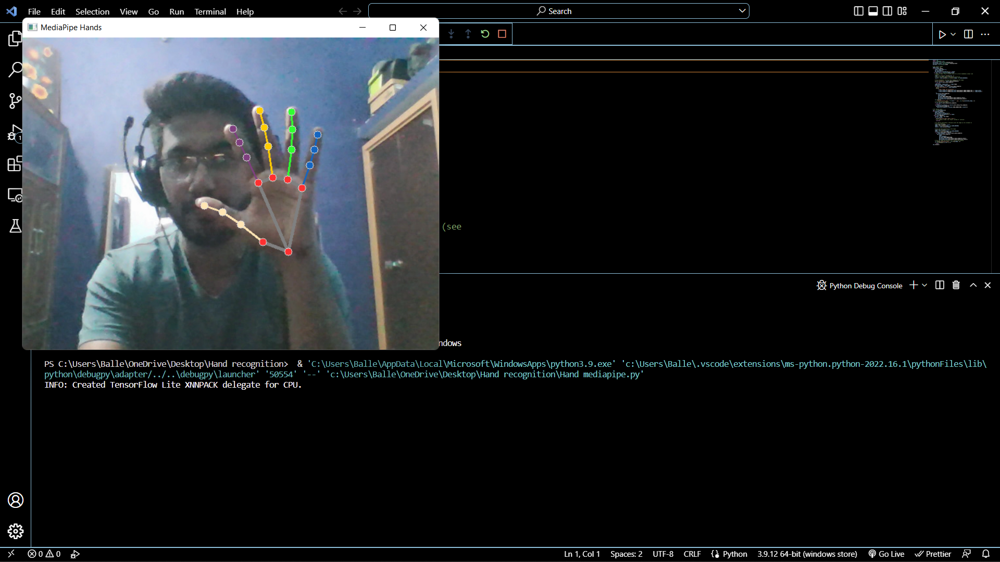 File Edit Selection View Go Run Terminal Help
Search
MediaPipe Hands
1
(see
Python Debug Console
ndows
PS C:\Users\Balle\OneDrive\Desktop\Hand recognition>  & 'C:\Users\Balle\AppData\Local\Microsoft\WindowsApps\python3.9.exe' 'c:\Users\Balle\.vscode\extensions\ms-python.python-2022.16.1\pythonFiles\lib\
python\debugpy\adapter/../..\debugpy\launcher' '50554' '--' 'c:\Users\Balle\OneDrive\Desktop\Hand recognition\Hand mediapipe.py'
INFO: Created TensorFlow Lite XNNPACK delegate for CPU.
0 0 Ln 1, Col 1 Spaces: 2 UTF-8 CRLF Python 3.9.12 64-bit (windows store) Go Live Prettier